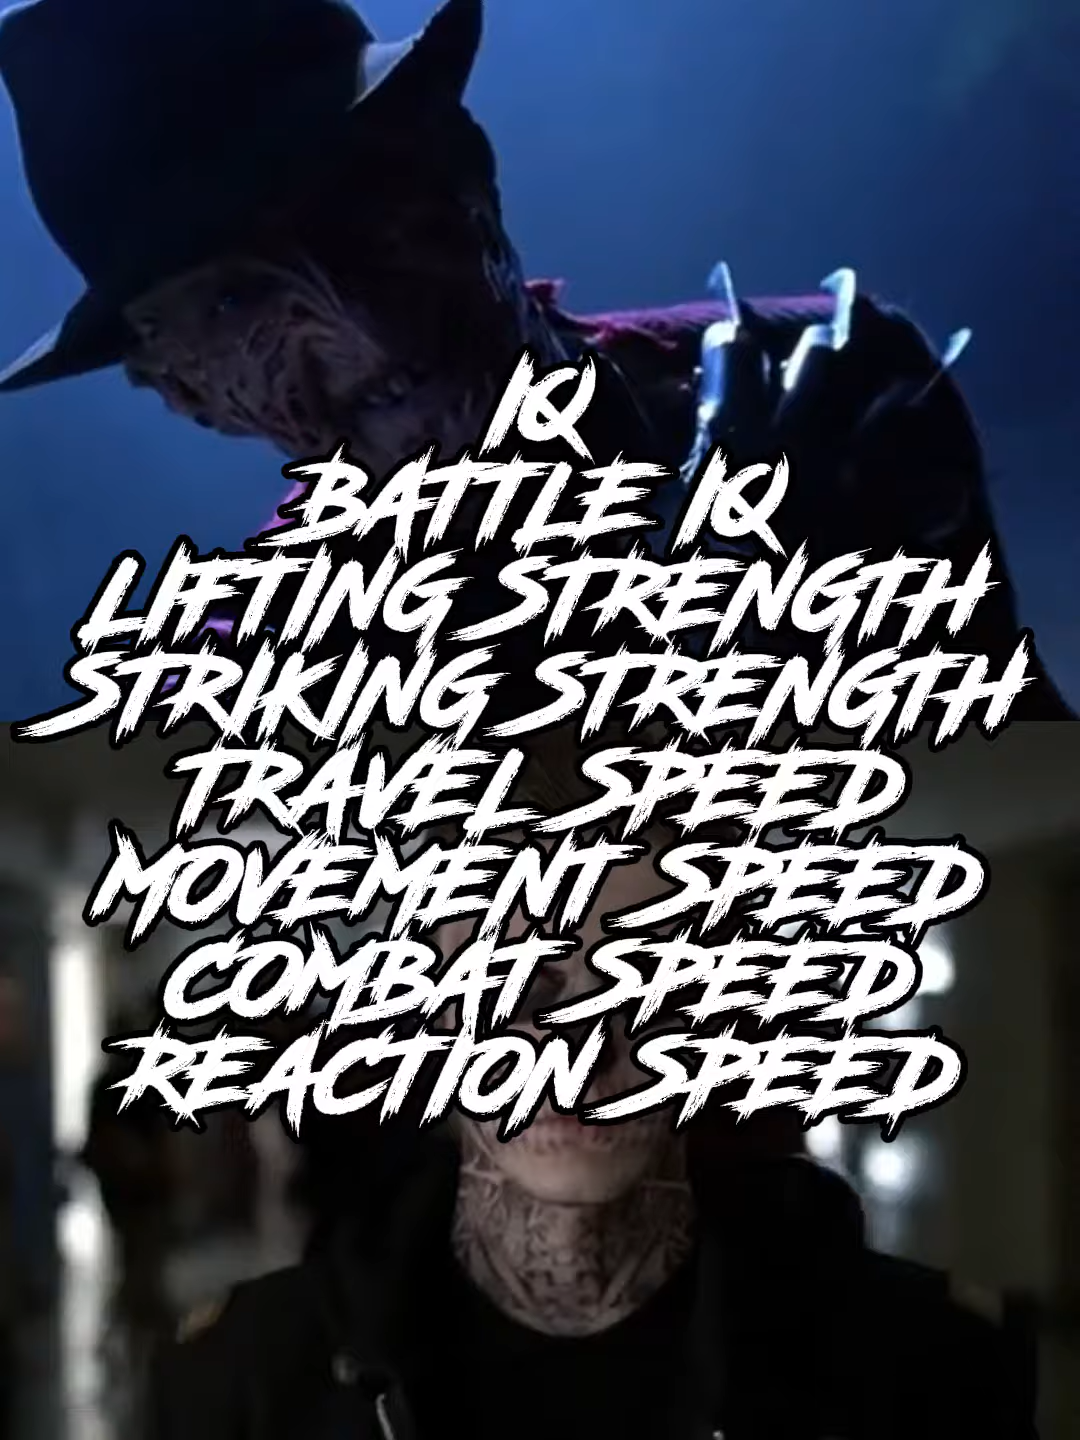 IQ
BATTLE IQ
LIFTING STRENGTH
STRIKING STRENGTH
TRAVEL SPEED
MOVEMENT SPEED
COMBAT SPEED
REACTION SPEED